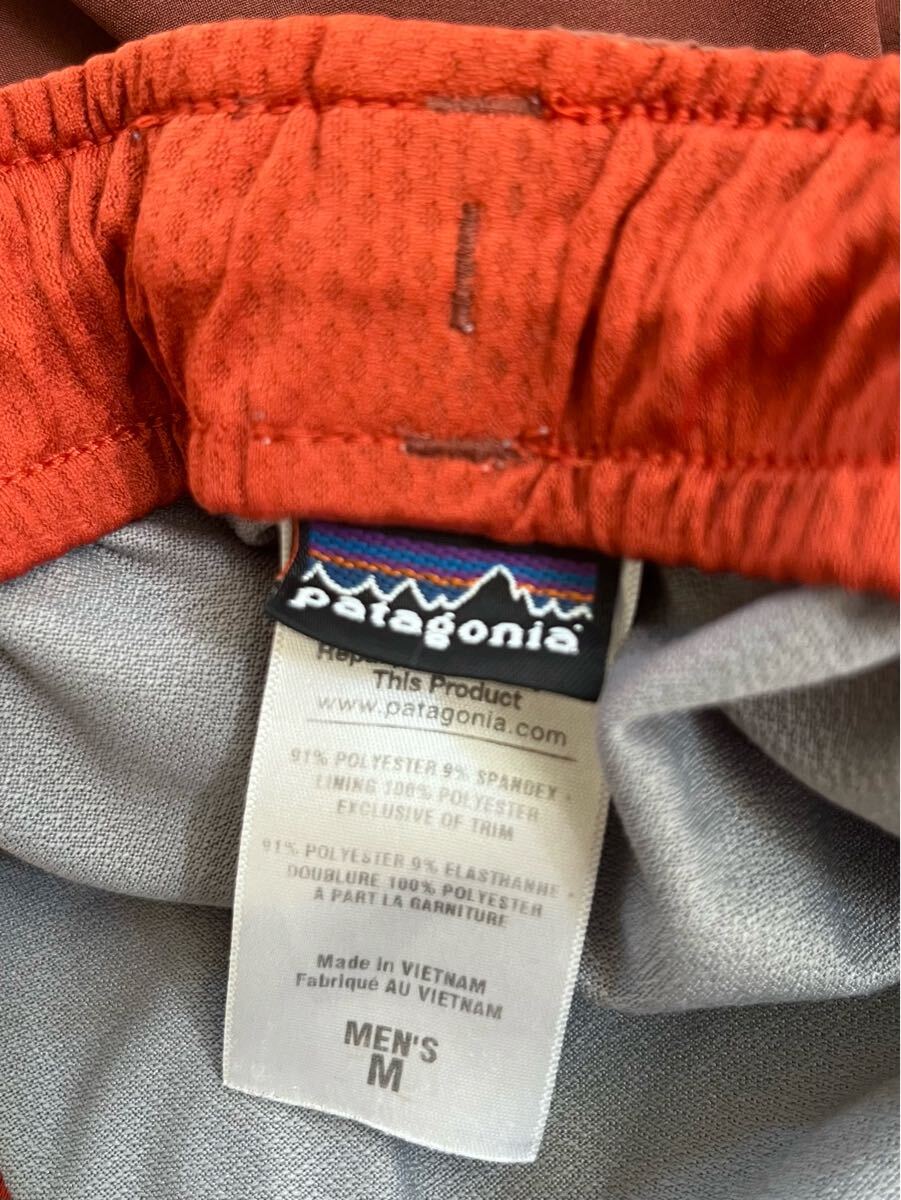 patagonia
This Product
www.patagonia.com
91% POLYESTER 9% SPANDEX •
LINING 100% POLYESTER
EXCLUSIVE OF TRIM
91% POLYESTER 9% ELASTHANNE •
DOUBLURE 100% POLYESTER
À PART LA GARNITURE
Made in VIETNAM
Fabriqué AU VIETNAM
MEN'S
M